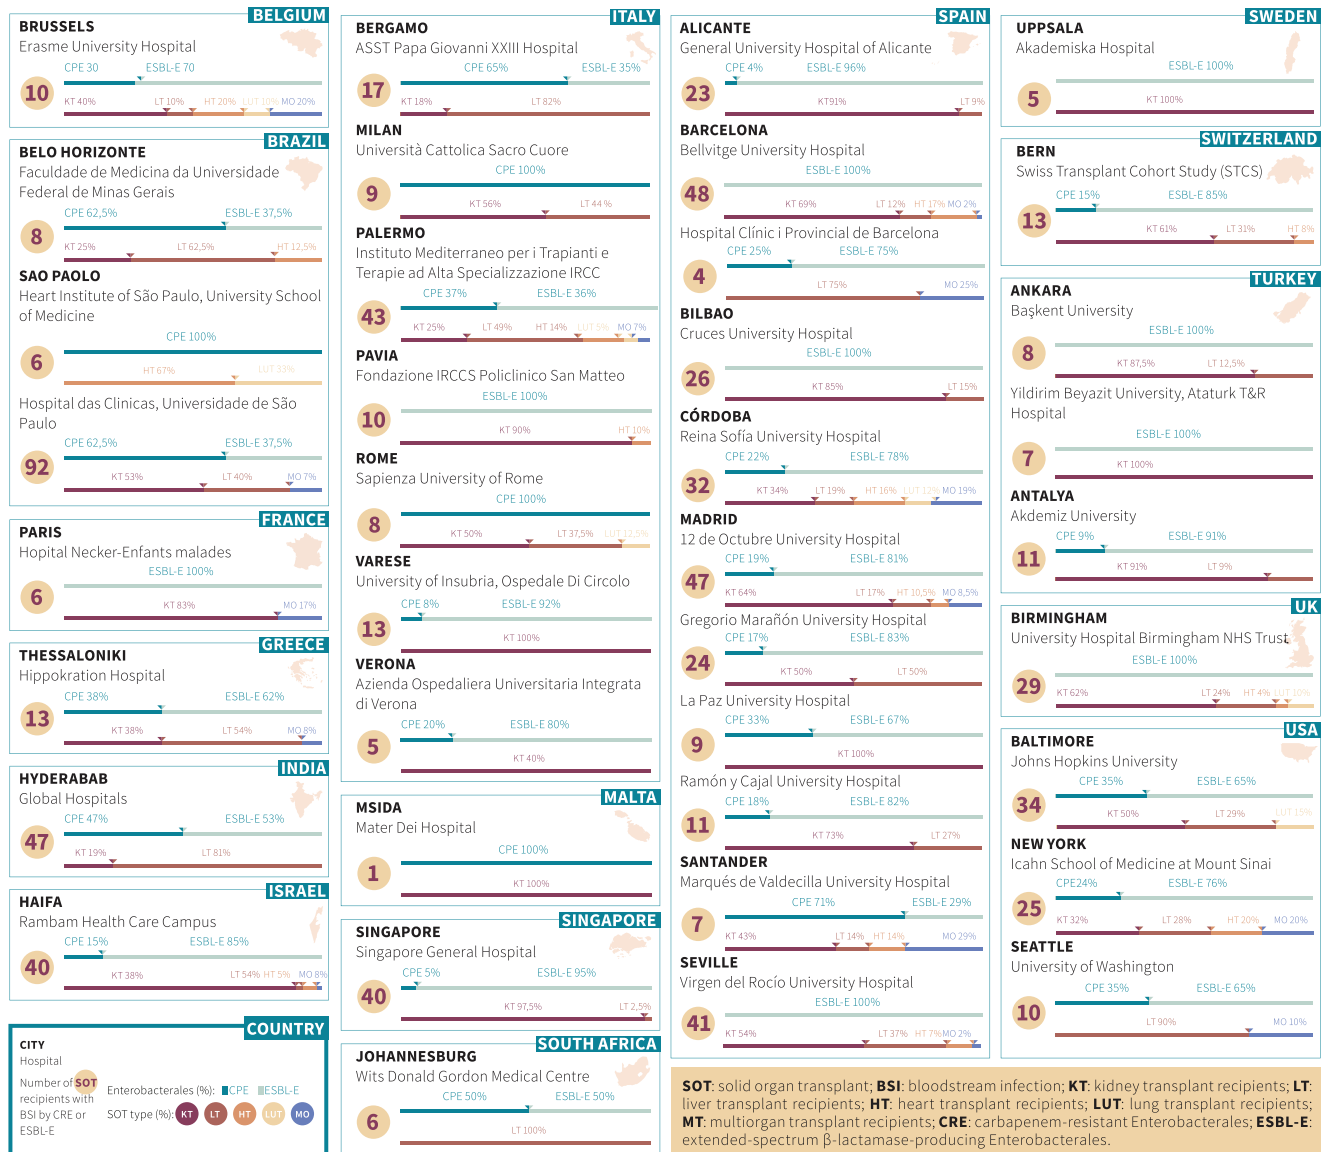 BELGIUM
BRUSSELS
Erasme University Hospital
CPE 30 ESBL-E 70
10
KT 40% LT 10% HT 20% LUT 10% MO 20%
BRAZIL
BELO HORIZONTE
Faculdade de Medicina da Universidade
Federal de Minas Gerais
CPE 62,5% ESBL-E 37,5%
8
KT 25% LT 62,5% HT 12,5%
SAO PAOLO
Heart Institute of São Paulo, University School
of Medicine
CPE 100%
6
HT 67% LUT 33%
Hospital das Clinicas, Universidade de São
Paulo
CPE 62,5% ESBL-E 37,5%
92
KT 53% LT 40% MO 7%
FRANCE
PARIS
Hopital Necker-Enfants malades
ESBL-E 100%
6
KT 83% MO 17%
GREECE
THESSALONIKI
Hippokration Hospital
CPE 38% ESBL-E 62%
13
KT 38% LT 54% MO 8%
INDIA
HYDERABAB
Global Hospitals
CPE 47% ESBL-E 53%
47
KT 19% LT 81%
ISRAEL
HAIFA
Rambam Health Care Campus
CPE 15% ESBL-E 85%
40
KT 38% LT 54% HT 5% MO 8%
COUNTRY
CITY
Hospital
Number of SOT
recipients with
BSI by CRE or
ESBL-E
Enterobacterales (%): CPE ESBL-E
SOT type (%): KT LT HT LUT MO
ITALY
BERGAMO
ASST Papa Giovanni XXIII Hospital
CPE 65% ESBL-E 35%
17
KT 18% LT 82%
MILAN
Università Cattolica Sacro Cuore
CPE 100%
9
KT 56% LT 44 %
PALERMO
Instituto Mediterraneo per i Trapianti e
Terapie ad Alta Specializzazione IRCC
CPE 37% ESBL-E 36%
43
KT 25% LT 49% HT 14% LUT 5% MO 7%
PAVIA
Fondazione IRCCS Policlinico San Matteo
ESBL-E 100%
10
KT 90% HT 10%
ROME
Sapienza University of Rome
CPE 100%
8
KT 50% LT 37,5% LUT 12,5%
VARESE
University of Insubria, Ospedale Di Circolo
CPE 8% ESBL-E 92%
13
KT 100%
VERONA
Azienda Ospedaliera Universitaria Integrata
di Verona
CPE 20% ESBL-E 80%
5
KT 40%
MALTA
MSIDA
Mater Dei Hospital
CPE 100%
1
KT 100%
SINGAPORE
SINGAPORE
Singapore General Hospital
CPE 5% ESBL-E 95%
40
KT 97,5% LT 2,5%
SOUTH AFRICA
JOHANNESBURG
Wits Donald Gordon Medical Centre
CPE 50% ESBL-E 50%
6
LT 100%
SPAIN
ALICANTE
General University Hospital of Alicante
CPE 4% ESBL-E 96%
23
KT91% LT 9%
BARCELONA
Bellvitge University Hospital
ESBL-E 100%
48
KT 69% LT 12% HT 17% MO 2%
Hospital Clínic i Provincial de Barcelona
CPE 25% ESBL-E 75%
4
LT 75% MO 25%
BILBAO
Cruces University Hospital
ESBL-E 100%
26
KT 85% LT 15%
CÓRDOBA
Reina Sofía University Hospital
CPE 22% ESBL-E 78%
32
KT 34% LT 19% HT 16% LUT 12% MO 19%
MADRID
12 de Octubre University Hospital
CPE 19% ESBL-E 81%
47
KT 64% LT 17% HT 10,5% MO 8,5%
Gregorio Marañón University Hospital
CPE 17% ESBL-E 83%
24
KT 50% LT 50%
La Paz University Hospital
CPE 33% ESBL-E 67%
9
KT 100%
Ramón y Cajal University Hospital
CPE 18% ESBL-E 82%
11
KT 73% LT 27%
SANTANDER
Marqués de Valdecilla University Hospital
CPE 71% ESBL-E 29%
7
KT 43% LT 14% HT 14% MO 29%
SEVILLE
Virgen del Rocío University Hospital
ESBL-E 100%
41
KT 54% LT 37% HT 7% MO 2%
SWEDEN
UPPSALA
Akademiska Hospital
ESBL-E 100%
5
KT 100%
SWITZERLAND
BERN
Swiss Transplant Cohort Study (STCS)
CPE 15% ESBL-E 85%
13
KT 61% LT 31% HT 8%
TURKEY
ANKARA
Başkent University
ESBL-E 100%
8
KT 87,5% LT 12,5%
Yildirim Beyazit University, Ataturk T&R
Hospital
ESBL-E 100%
7
KT 100%
ANTALYA
Akdemiz University
CPE 9% ESBL-E 91%
11
KT 91% LT 9%
UK
BIRMINGHAM
University Hospital Birmingham NHS Trust
ESBL-E 100%
29
KT 62% LT 24% HT 4% LUT 10%
USA
BALTIMORE
Johns Hopkins University
CPE 35% ESBL-E 65%
34
KT 50% LT 29% LUT 15%
NEW YORK
Icahn School of Medicine at Mount Sinai
CPE24% ESBL-E 76%
25
KT 32% LT 28% HT 20% MO 20%
SEATTLE
University of Washington
CPE 35% ESBL-E 65%
10
LT 90% MO 10%
SOT: solid organ transplant; BSI: bloodstream infection; KT: kidney transplant recipients; LT:
liver transplant recipients; HT: heart transplant recipients; LUT: lung transplant recipients;
MT: multiorgan transplant recipients; CRE: carbapenem-resistant Enterobacterales; ESBL-E:
extended-spectrum β-lactamase-producing Enterobacterales.